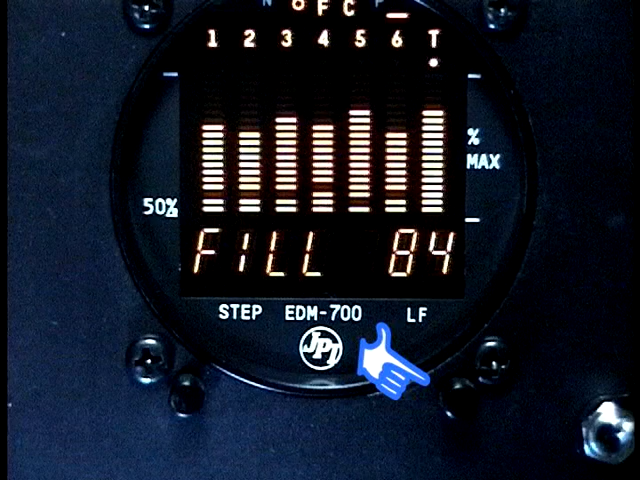 N O F C P
1 2 3 4 5 6 T
%
MAX
50%
FILL 84
STEP EDM-700 LF
JPI